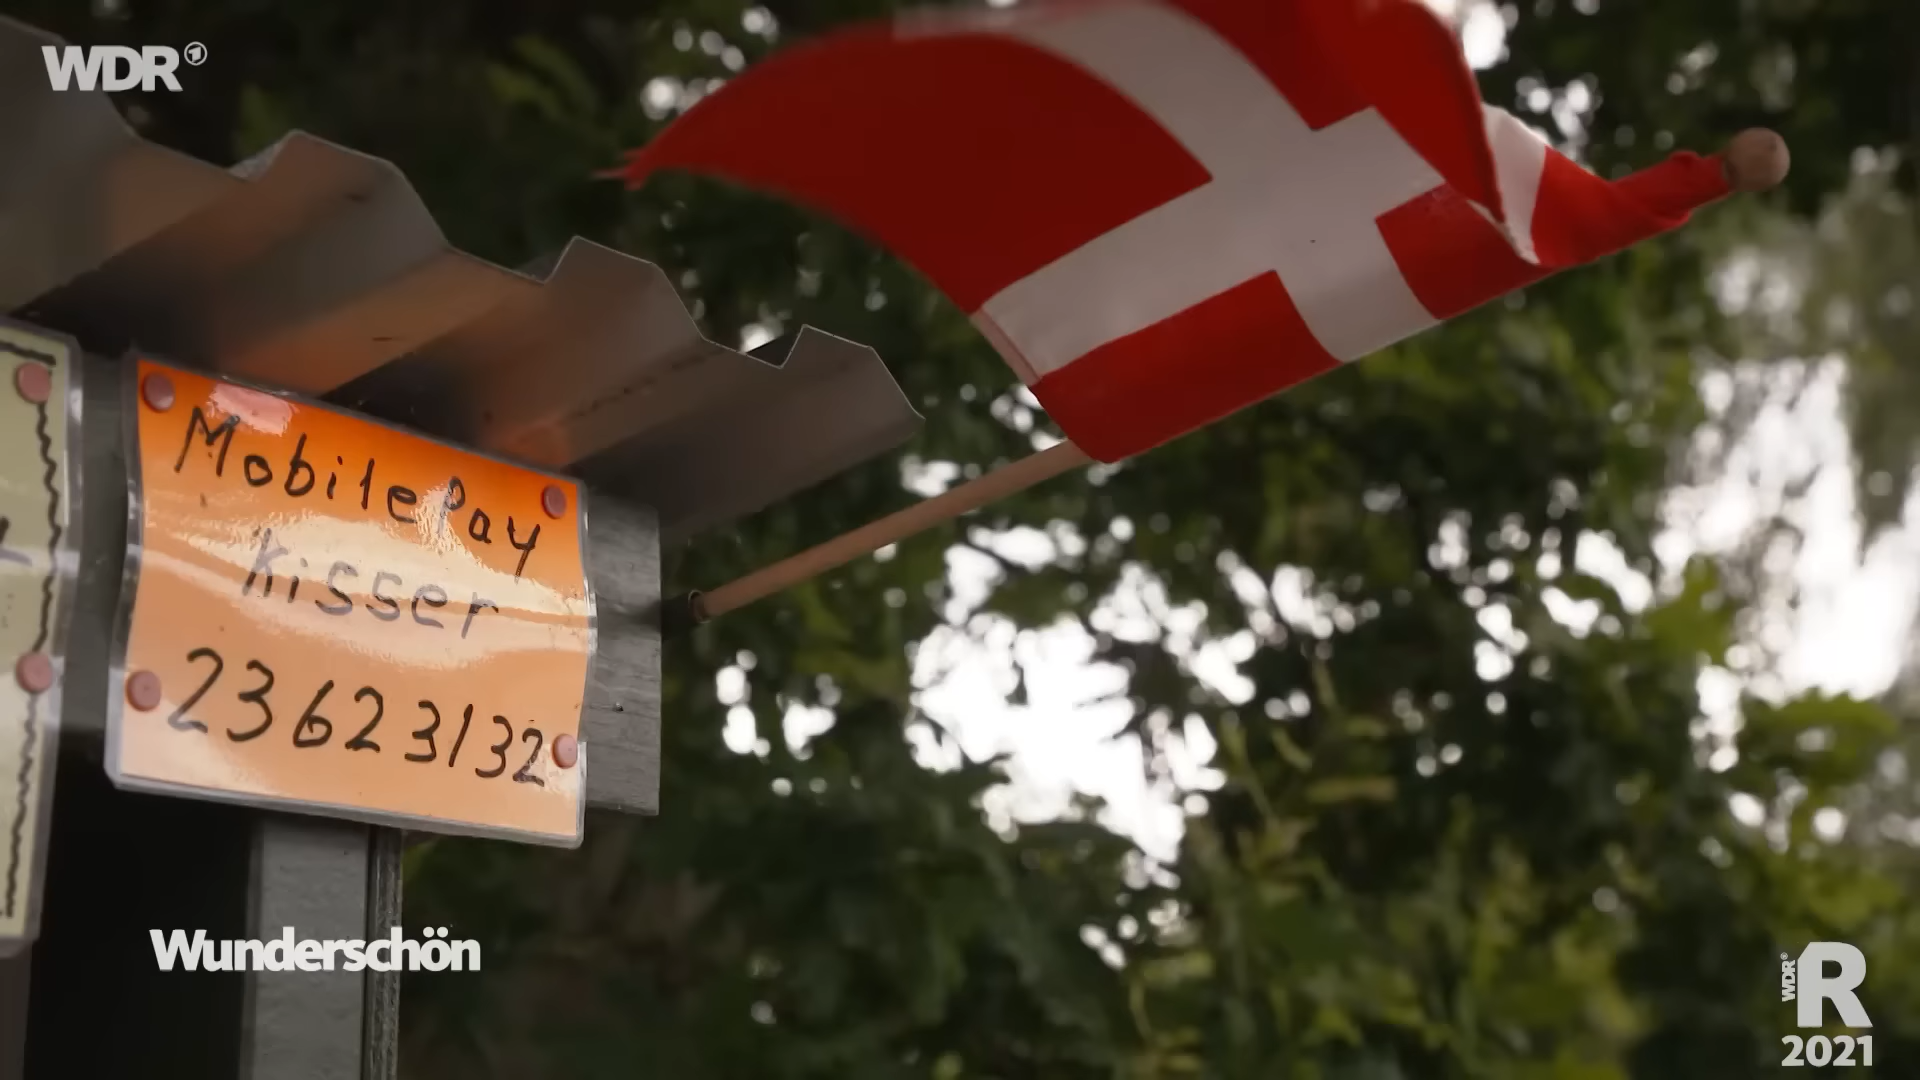 WDR
MobilePay
Kisser
23623132
Wunderschön
WDR
R
2021